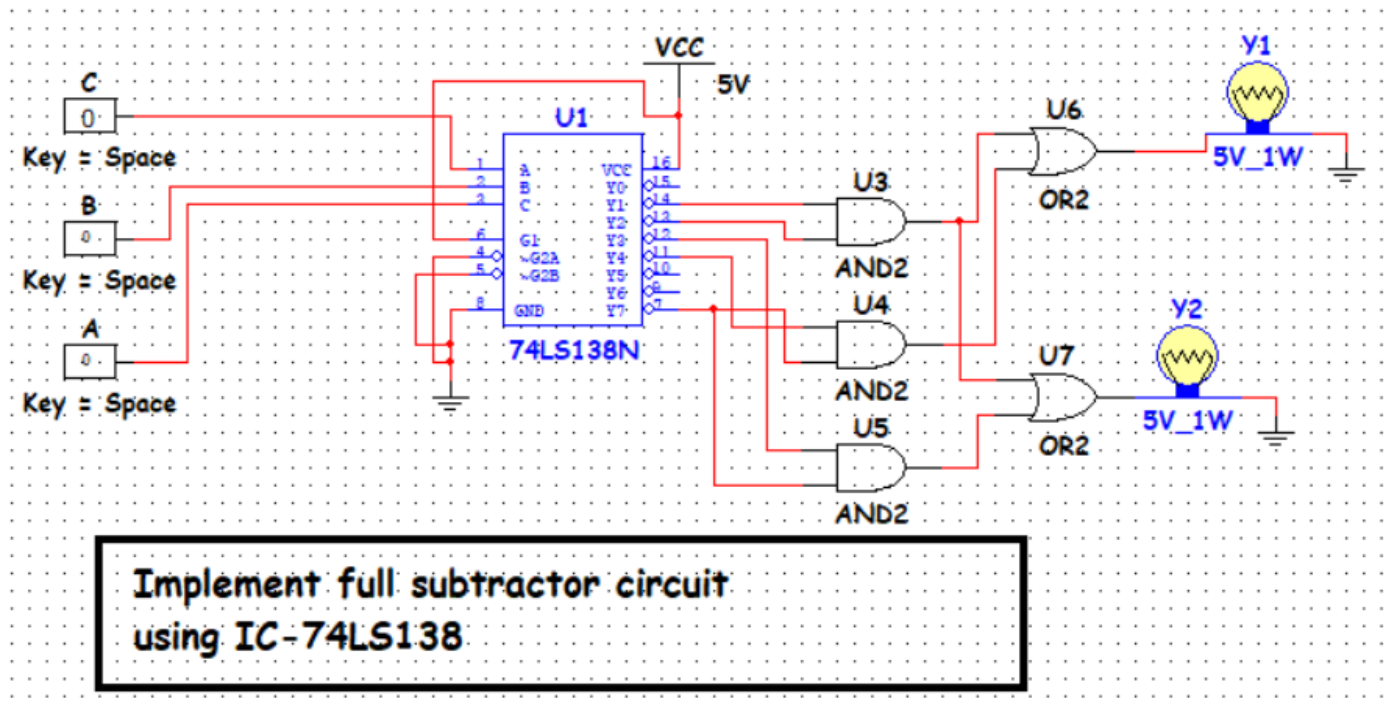 VCC
5V
C
0
Key = Space
B
0
Key = Space
A
0
Key = Space
U1
1 A VCC 16
2 B Y0 15
3 C Y1 14
Y2 13
6 G1 Y3 12
4 ~G2A Y4 11
5 ~G2B Y5 10
Y6 9
8 GND Y7 7
74LS138N
U3
AND2
U4
AND2
U5
AND2
U6
OR2
U7
OR2
Y1
5V_1W
Y2
5V_1W
Implement full subtractor circuit
using IC-74LS138